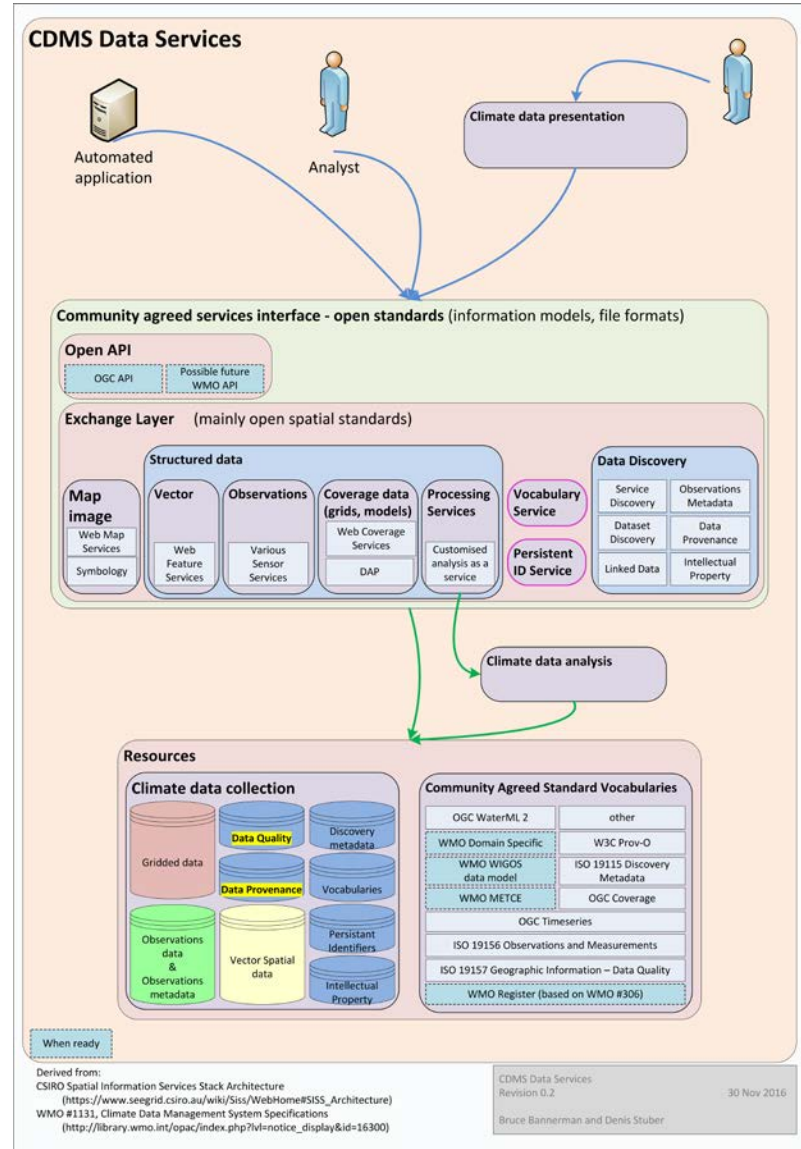 CDMS Data Services
Automated
application
Analyst
Climate data presentation
Community agreed services interface - open standards (information models, file formats)
Open API
OGC API
Possible future
WMO API
Exchange Layer (mainly open spatial standards)
Map
image
Web Map
Services
Symbology
Structured data
Vector
Web
Feature
Services
Observations
Various
Sensor
Services
Coverage data
(grids, models)
Web Coverage
Services
DAP
Processing
Services
Customised
analysis as a
service
Vocabulary
Service
Persistent
ID Service
Data Discovery
Service
Discovery
Observations
Metadata
Dataset
Discovery
Data
Provenance
Linked Data
Intellectual
Property
Climate data analysis
Resources
Climate data collection
Gridded data
Data Quality
Discovery
metadata
Data Provenance
Vocabularies
Observations
data
&
Observations
metadata
Vector Spatial
data
Persistant
Identifiers
Intellectual
Property
Community Agreed Standard Vocabularies
OGC WaterML 2
other
WMO Domain Specific
W3C Prov-O
WMO WIGOS
data model
ISO 19115 Discovery
Metadata
WMO METCE
OGC Coverage
OGC Timeseries
ISO 19156 Observations and Measurements
ISO 19157 Geographic Information – Data Quality
WMO Register (based on WMO #306)
When ready
Derived from:
CSIRO Spatial Information Services Stack Architecture
(https://www.seegrid.csiro.au/wiki/Siss/WebHome#SISS_Architecture)
WMO #1131, Climate Data Management System Specifications
(http://library.wmo.int/opac/index.php?lvl=notice_display&id=16300)
CDMS Data Services
Revision 0.2 30 Nov 2016
Bruce Bannerman and Denis Stuber